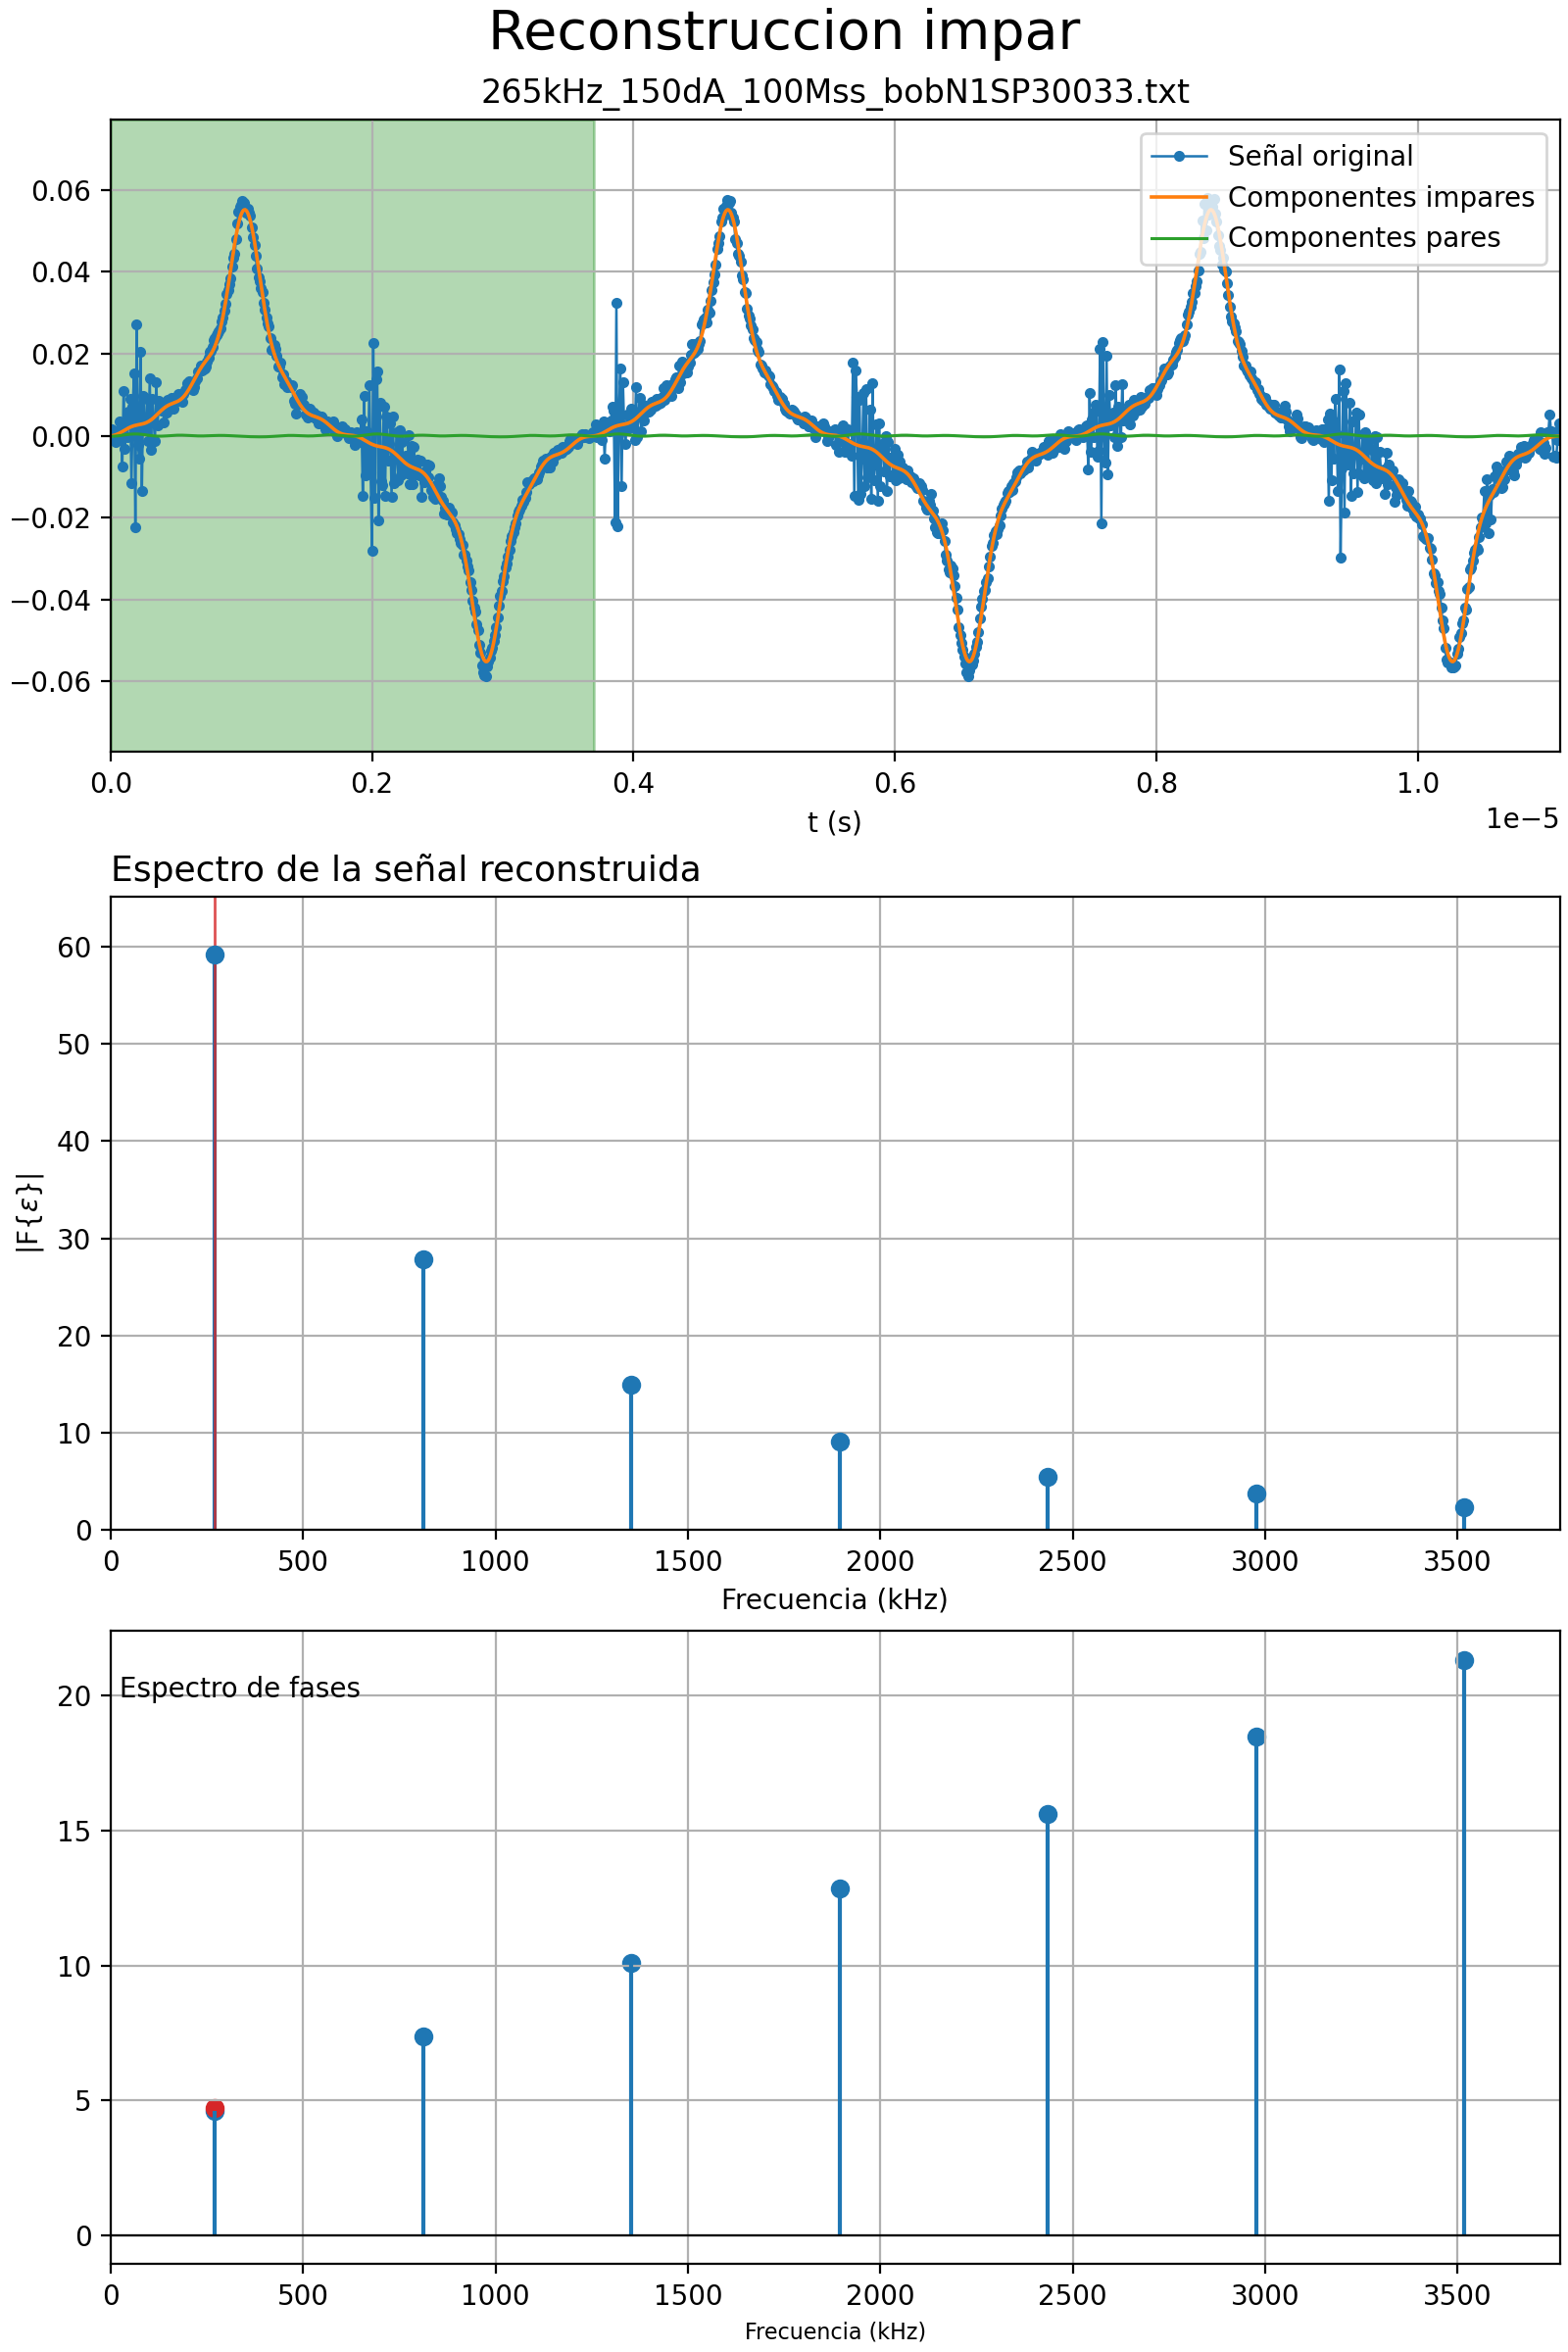 Reconstruccion impar
265kHz_150dA_100Mss_bobN1SP30033.txt
Señal original
Componentes impares
Componentes pares
0.06
0.04
0.02
0.00
−0.02
−0.04
−0.06
0.0 0.2 0.4 0.6 0.8 1.0
1e−5
t (s)
Espectro de la señal reconstruida
60
50
40
30
20
10
0
|F{ε}|
0 500 1000 1500 2000 2500 3000 3500
Frecuencia (kHz)
Espectro de fases
20
15
10
5
0
0 500 1000 1500 2000 2500 3000 3500
Frecuencia (kHz)